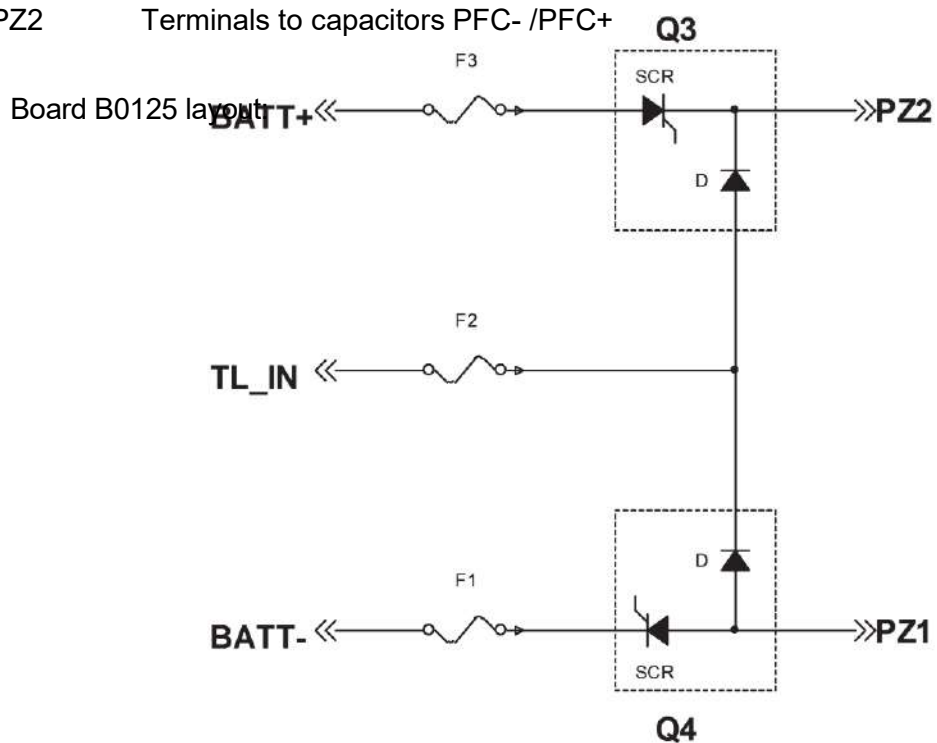 PZ2 Terminals to capacitors PFC- /PFC+
Q3
F3
SCR
Board B0125 layout:
BATT+
PZ2
D
F2
TL_IN
D
F1
BATT-
PZ1
SCR
Q4